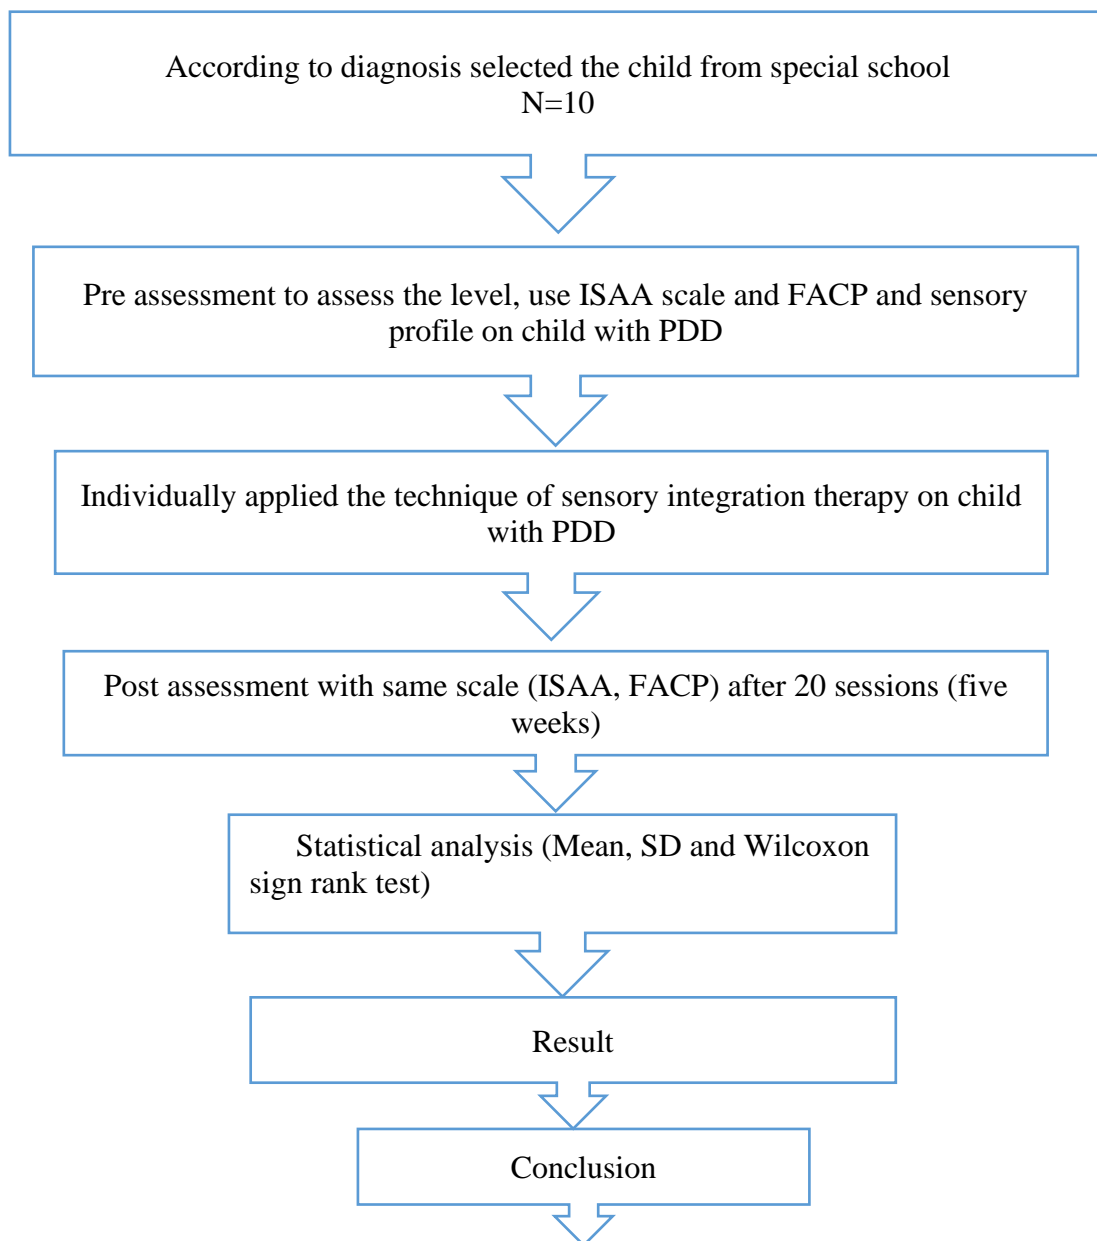 According to diagnosis selected the child from special school
N=10
Pre assessment to assess the level, use ISAA scale and FACP and sensory
profile on child with PDD
Individually applied the technique of sensory integration therapy on child
with PDD
Post assessment with same scale (ISAA, FACP) after 20 sessions (five
weeks)
Statistical analysis (Mean, SD and Wilcoxon
sign rank test)
Result
Conclusion